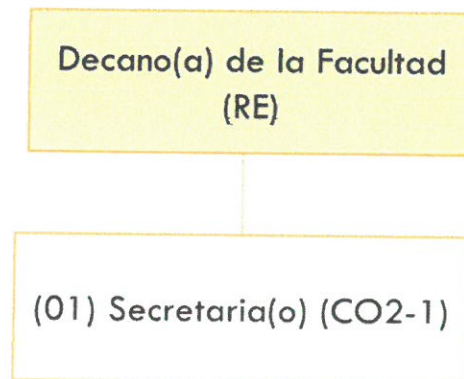 Decano(a) de la Facultad
(RE)
(01) Secretaria(o) (CO2-1)